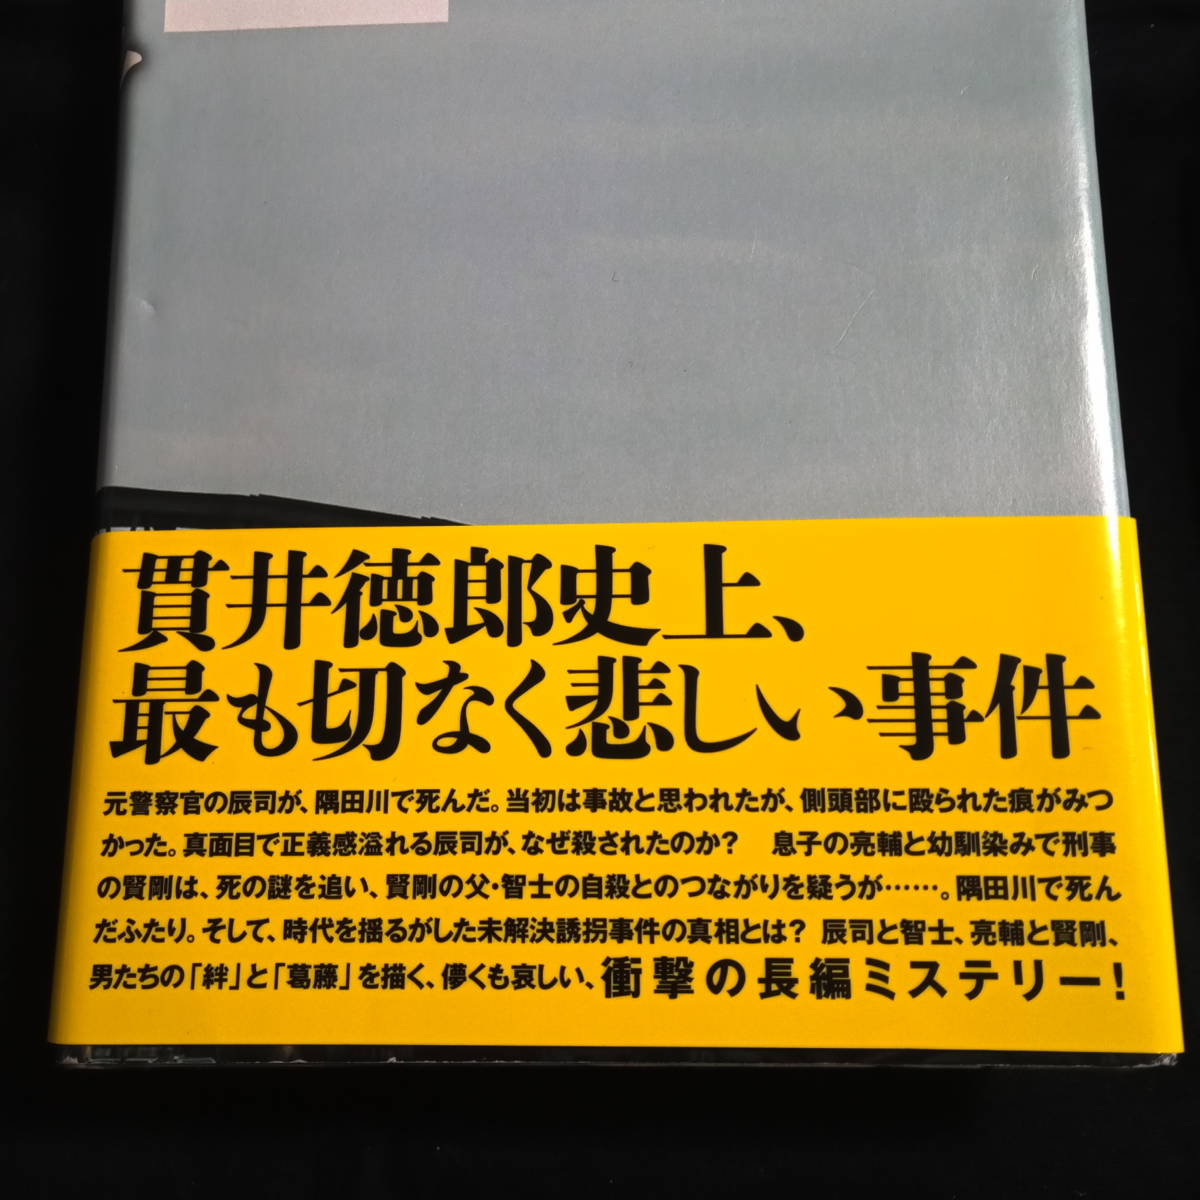 貫井徳郎史上、
最も切なく悲しい事件
元警察官の辰司が、隅田川で死んだ。当初は事故と思われたが、側頭部に殴られた痕がみつ
かった。真面目で正義感溢れる辰司が、なぜ殺されたのか?　息子の亮輔と幼馴染みで刑事
の賢剛は、死の謎を追い、賢剛の父・智士の自殺とのつながりを疑うが……。隅田川で死ん
だふたり。そして、時代を揺るがした未解決誘拐事件の真相とは? 辰司と智士、亮輔と賢剛、
男たちの「絆」と「葛藤」を描く、儚くも哀しい、衝撃の長編ミステリー!